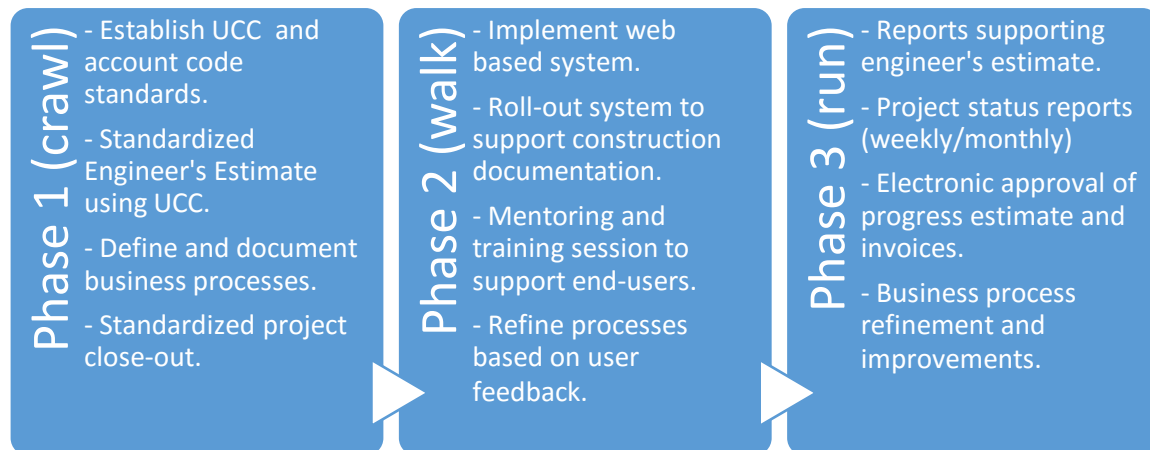 Phase 1 (crawl)
- Establish UCC and
account code
standards.
- Standardized
Engineer's Estimate
using UCC.
- Define and document
business processes.
- Standardized project
close-out.
Phase 2 (walk)
- Implement web
based system.
- Roll-out system to
support construction
documentation.
- Mentoring and
training session to
support end-users.
- Refine processes
based on user
feedback.
Phase 3 (run)
- Reports supporting
engineer's estimate.
- Project status reports
(weekly/monthly)
- Electronic approval of
progress estimate and
invoices.
- Business process
refinement and
improvements.